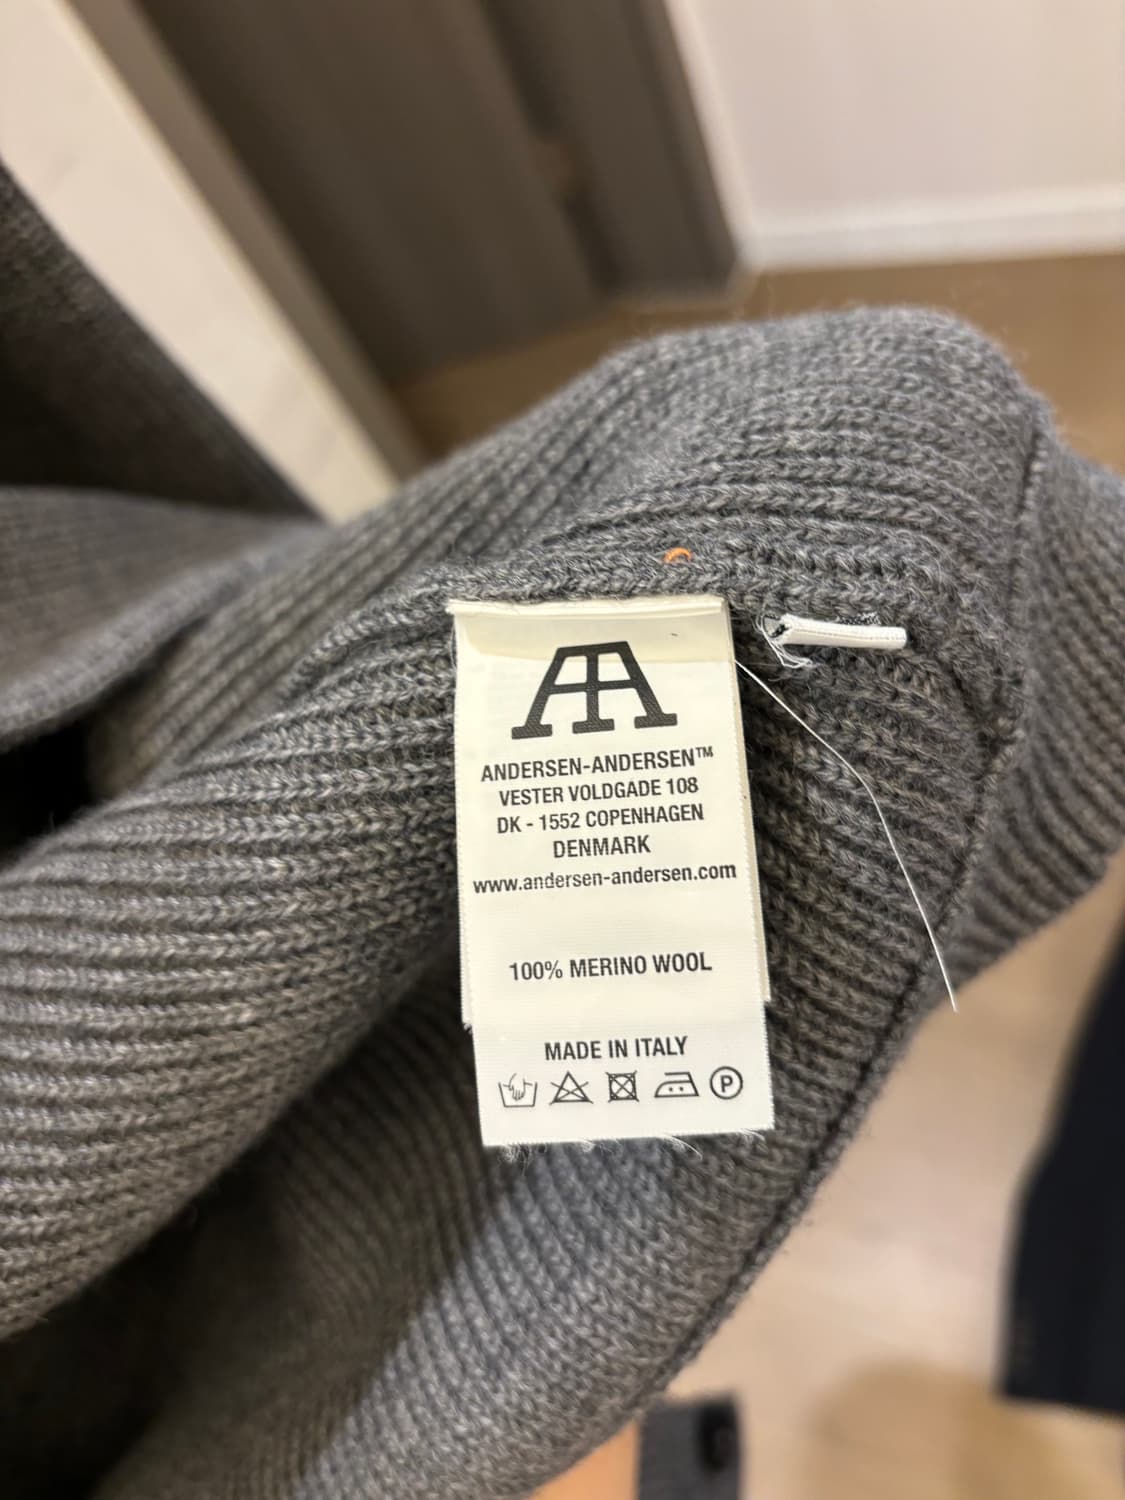 AA
ANDERSEN-ANDERSEN™
VESTER VOLDGADE 108
DK - 1552 COPENHAGEN
DENMARK
www.andersen-andersen.com
100% MERINO WOOL
MADE IN ITALY
P